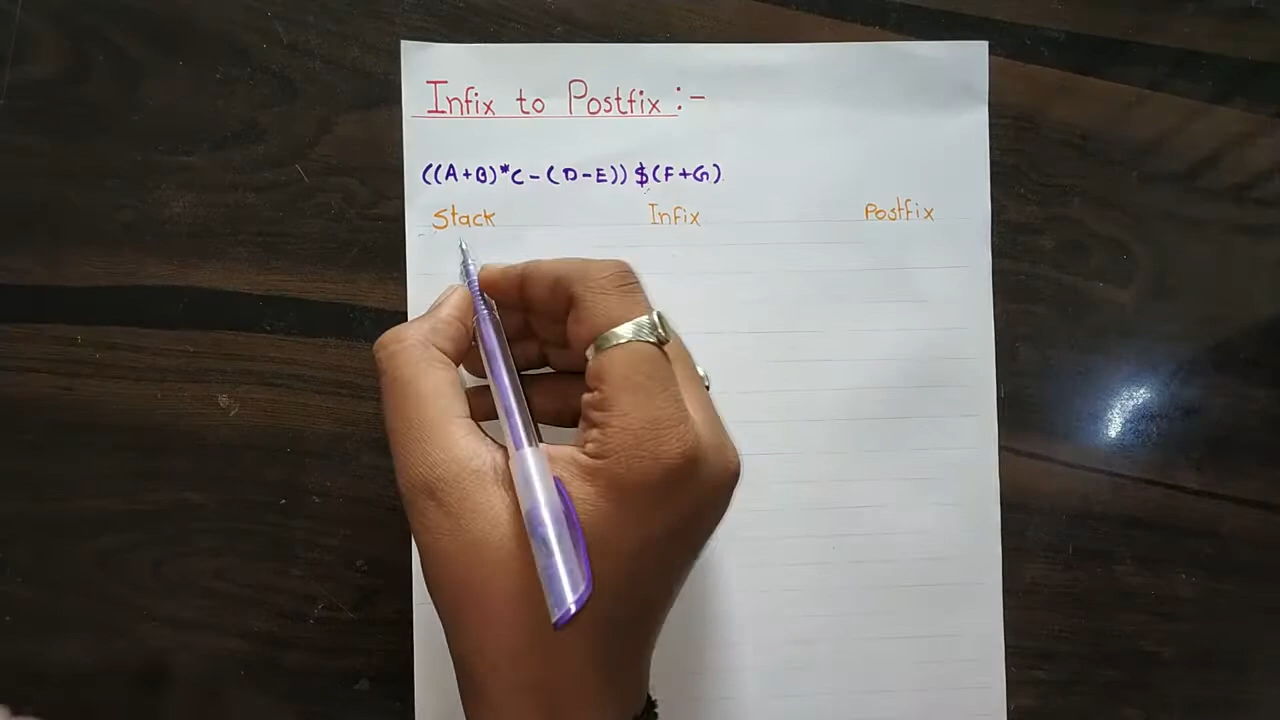 Infix to Postfix :-
((A+B)*C-(D-E))$(F+G)
Stack Infix Postfix